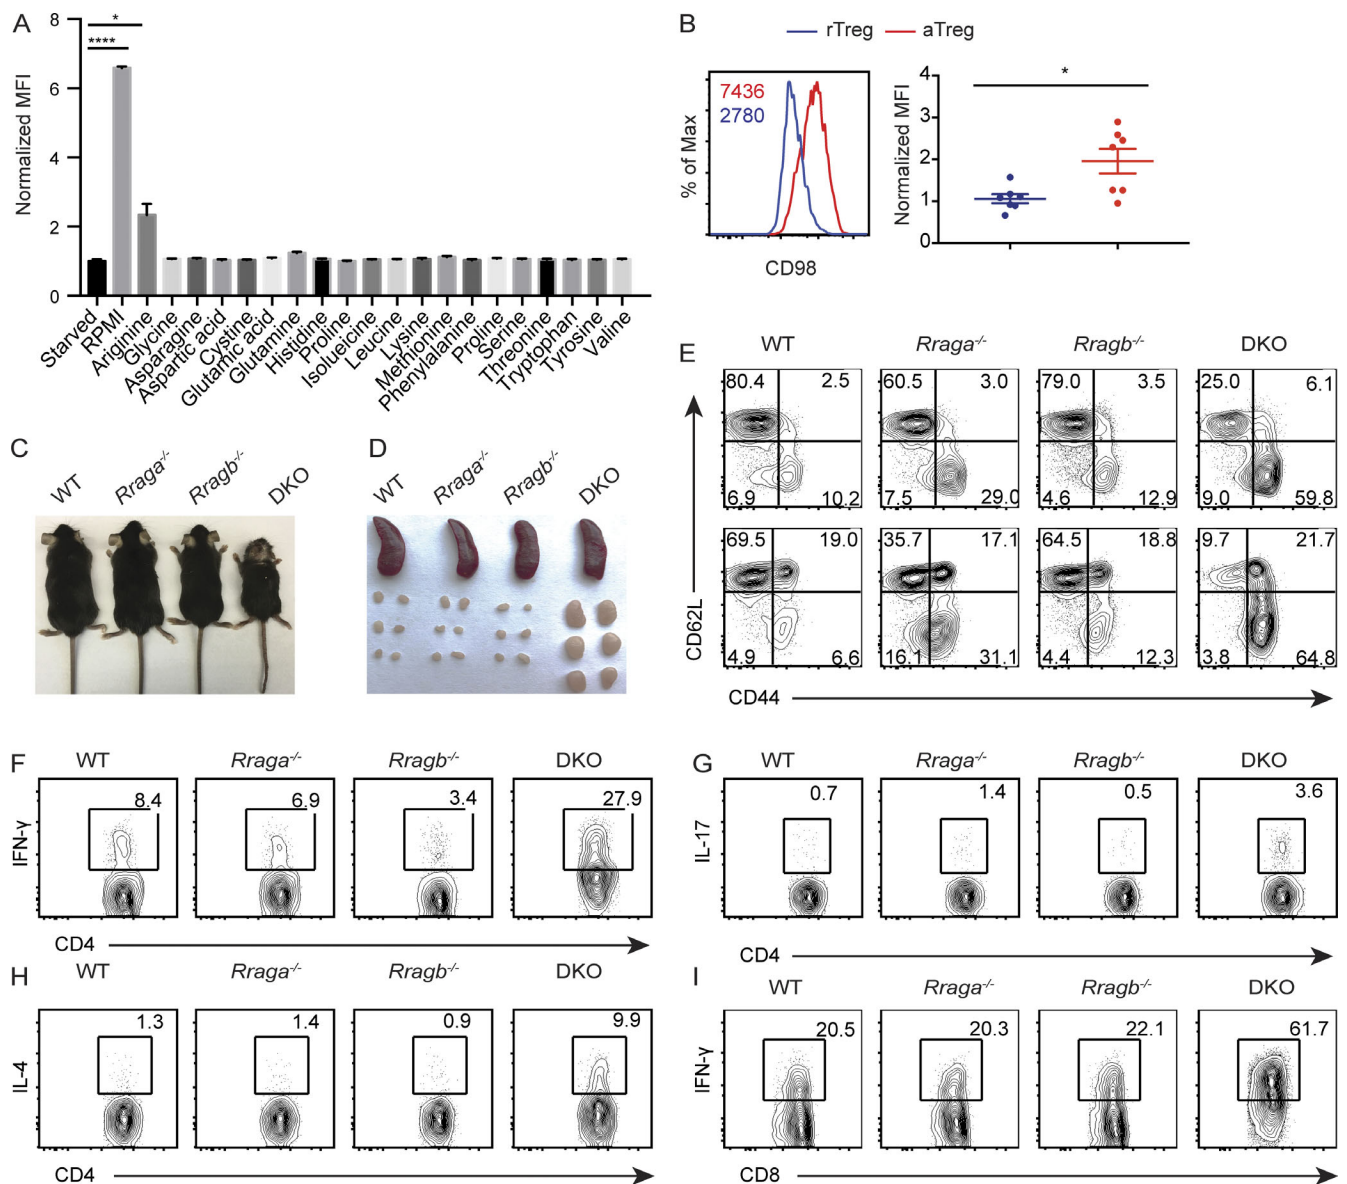 A
8
6
4
2
0
Normalized MFI
*
****
Starved
RPMI
Ariginine
Glycine
Asparagine
Aspartic acid
Cystine
Glutamic acid
Glutamine
Histidine
Proline
Isolueicine
Leucine
Lysine
Methionine
Phenylalanine
Proline
Serine
Threonine
Tryptophan
Tyrosine
Valine
B
rTreg aTreg
7436
2780
% of Max
CD98
*
4
3
2
1
0
Normalized MFI
C
WT Rraga-/- Rragb-/- DKO
D
WT Rraga-/- Rragb-/- DKO
E
WT Rraga-/- Rragb-/- DKO
80.4 2.5 60.5 3.0 79.0 3.5 25.0 6.1
6.9 10.2 7.5 29.0 4.6 12.9 9.0 59.8
69.5 19.0 35.7 17.1 64.5 18.8 9.7 21.7
4.9 6.6 16.1 31.1 4.4 12.3 3.8 64.8
CD62L
CD44
F
WT Rraga-/- Rragb-/- DKO
8.4 6.9 3.4 27.9
IFN-γ
CD4
G
WT Rraga-/- Rragb-/- DKO
0.7 1.4 0.5 3.6
IL-17
CD4
H
WT Rraga-/- Rragb-/- DKO
1.3 1.4 0.9 9.9
IL-4
CD4
I
WT Rraga-/- Rragb-/- DKO
20.5 20.3 22.1 61.7
IFN-γ
CD8